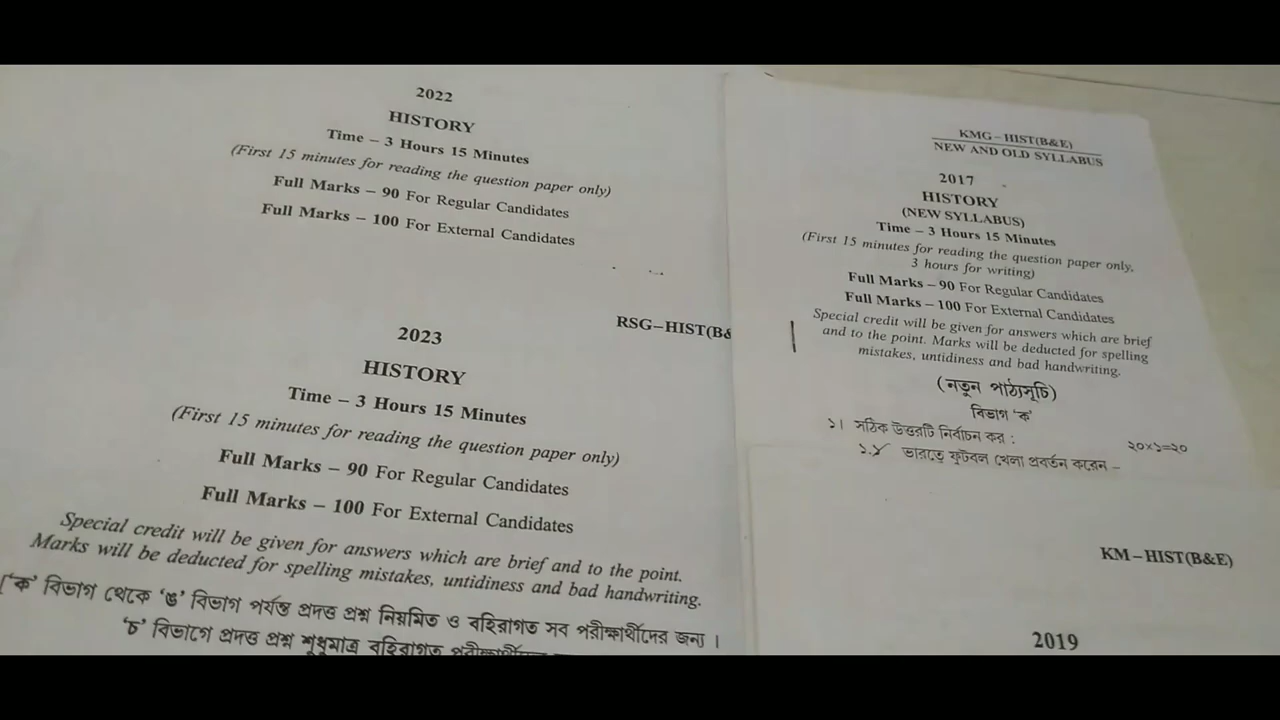 2022
HISTORY
Time – 3 Hours 15 Minutes
(First 15 minutes for reading the question paper only)
Full Marks – 90 For Regular Candidates
Full Marks – 100 For External Candidates
RSG–HIST(B&
2023
HISTORY
Time – 3 Hours 15 Minutes
(First 15 minutes for reading the question paper only)
Full Marks – 90 For Regular Candidates
Full Marks – 100 For External Candidates
Special credit will be given for answers which are brief and to the point.
Marks will be deducted for spelling mistakes, untidiness and bad handwriting.
[‘ক’ বিভাগ থেকে ‘ঙ’ বিভাগ পর্যন্ত প্রদত্ত প্রশ্ন নিয়মিত ও বহিরাগত সব পরীক্ষার্থীদের জন্য।
‘চ’ বিভাগে প্রদত্ত প্রশ্ন শুধুমাত্র বহিরাগত পরীক্ষার্থীদের
KMG – HIST(B&E)
NEW AND OLD SYLLABUS
2017
HISTORY
(NEW SYLLABUS)
Time – 3 Hours 15 Minutes
(First 15 minutes for reading the question paper only,
3 hours for writing)
Full Marks – 90 For Regular Candidates
Full Marks – 100 For External Candidates
Special credit will be given for answers which are brief
and to the point. Marks will be deducted for spelling
mistakes, untidiness and bad handwriting.
(নতুন পাঠ্যসূচি)
বিভাগ ‘ক’
১। সঠিক উত্তরটি নির্বাচন কর : ২০×১=২০
১.১ ভারতে ফুটবল খেলা প্রবর্তন করেন –
KM–HIST(B&E)
2019